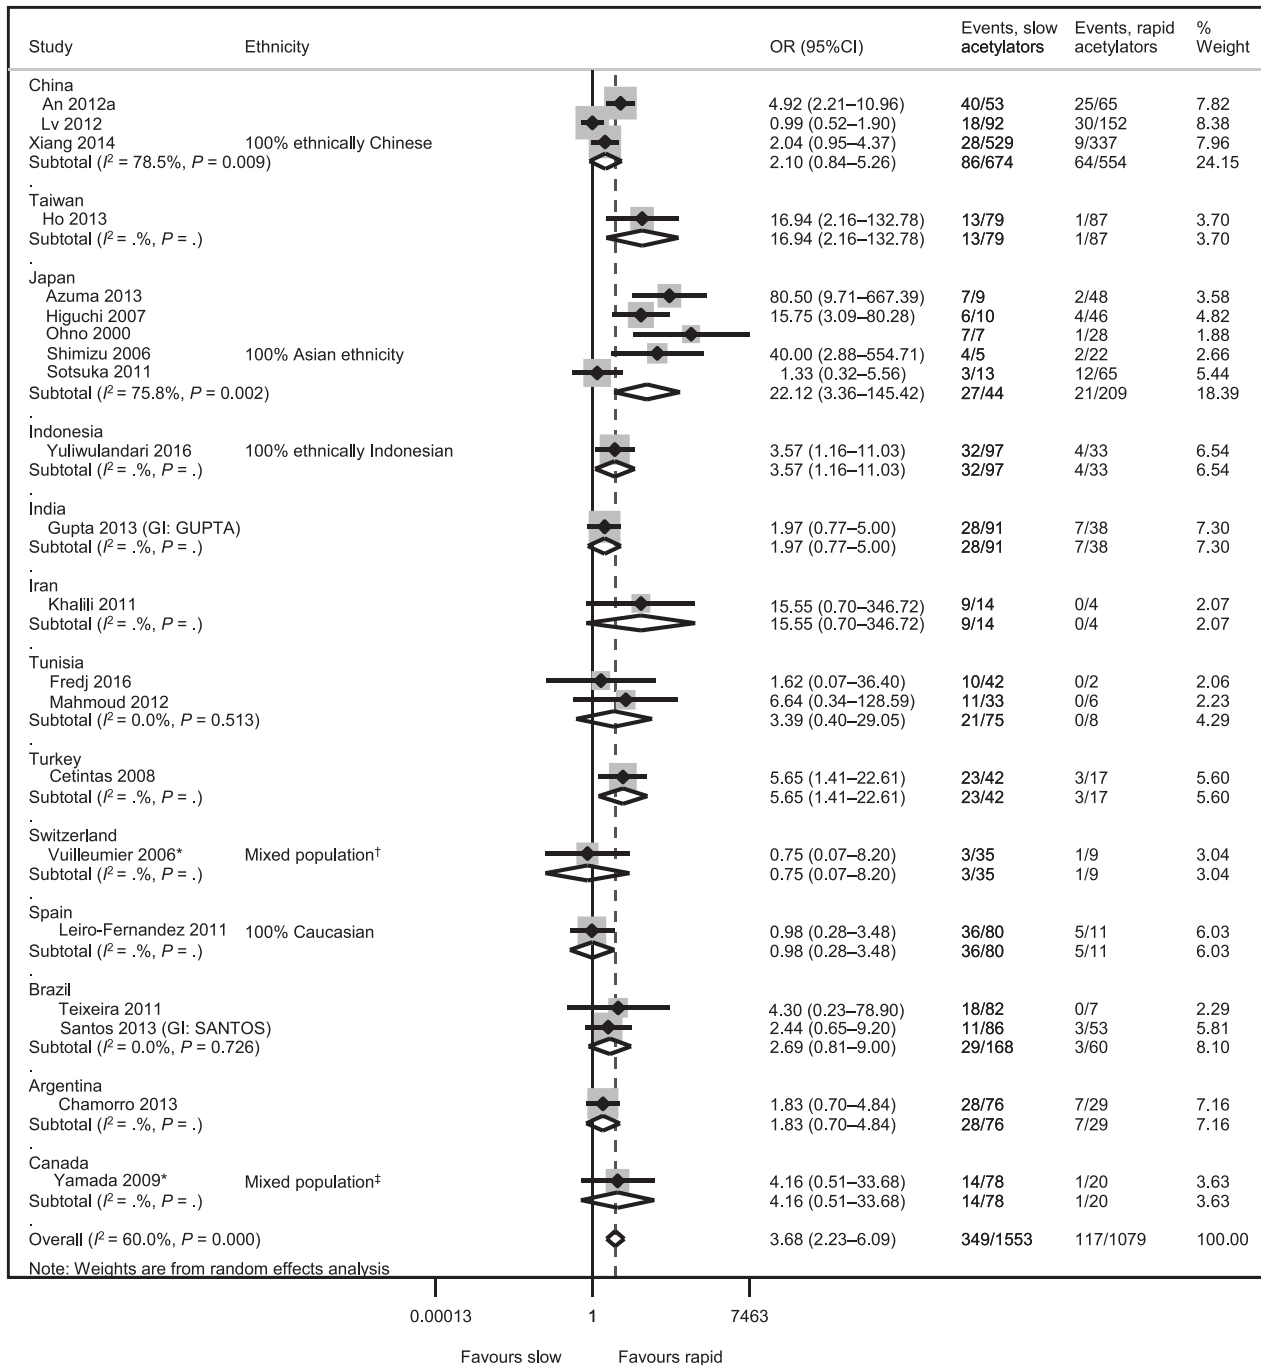 Study Ethnicity OR (95%CI) Events, slow acetylators Events, rapid acetylators % Weight
China
An 2012a 4.92 (2.21–10.96) 40/53 25/65 7.82
Lv 2012 0.99 (0.52–1.90) 18/92 30/152 8.38
Xiang 2014 100% ethnically Chinese 2.04 (0.95–4.37) 28/529 9/337 7.96
Subtotal (I² = 78.5%, P = 0.009) 2.10 (0.84–5.26) 86/674 64/554 24.15
.
Taiwan
Ho 2013 16.94 (2.16–132.78) 13/79 1/87 3.70
Subtotal (I² = .%, P = .) 16.94 (2.16–132.78) 13/79 1/87 3.70
.
Japan
Azuma 2013 80.50 (9.71–667.39) 7/9 2/48 3.58
Higuchi 2007 15.75 (3.09–80.28) 6/10 4/46 4.82
Ohno 2000 7/7 1/28 1.88
Shimizu 2006 100% Asian ethnicity 40.00 (2.88–554.71) 4/5 2/22 2.66
Sotsuka 2011 1.33 (0.32–5.56) 3/13 12/65 5.44
Subtotal (I² = 75.8%, P = 0.002) 22.12 (3.36–145.42) 27/44 21/209 18.39
.
Indonesia
Yuliwulandari 2016 100% ethnically Indonesian 3.57 (1.16–11.03) 32/97 4/33 6.54
Subtotal (I² = .%, P = .) 3.57 (1.16–11.03) 32/97 4/33 6.54
.
India
Gupta 2013 (GI: GUPTA) 1.97 (0.77–5.00) 28/91 7/38 7.30
Subtotal (I² = .%, P = .) 1.97 (0.77–5.00) 28/91 7/38 7.30
.
Iran
Khalili 2011 15.55 (0.70–346.72) 9/14 0/4 2.07
Subtotal (I² = .%, P = .) 15.55 (0.70–346.72) 9/14 0/4 2.07
.
Tunisia
Fredj 2016 1.62 (0.07–36.40) 10/42 0/2 2.06
Mahmoud 2012 6.64 (0.34–128.59) 11/33 0/6 2.23
Subtotal (I² = 0.0%, P = 0.513) 3.39 (0.40–29.05) 21/75 0/8 4.29
.
Turkey
Cetintas 2008 5.65 (1.41–22.61) 23/42 3/17 5.60
Subtotal (I² = .%, P = .) 5.65 (1.41–22.61) 23/42 3/17 5.60
.
Switzerland
Vuilleumier 2006* Mixed population† 0.75 (0.07–8.20) 3/35 1/9 3.04
Subtotal (I² = .%, P = .) 0.75 (0.07–8.20) 3/35 1/9 3.04
.
Spain
Leiro-Fernandez 2011 100% Caucasian 0.98 (0.28–3.48) 36/80 5/11 6.03
Subtotal (I² = .%, P = .) 0.98 (0.28–3.48) 36/80 5/11 6.03
.
Brazil
Teixeira 2011 4.30 (0.23–78.90) 18/82 0/7 2.29
Santos 2013 (GI: SANTOS) 2.44 (0.65–9.20) 11/86 3/53 5.81
Subtotal (I² = 0.0%, P = 0.726) 2.69 (0.81–9.00) 29/168 3/60 8.10
.
Argentina
Chamorro 2013 1.83 (0.70–4.84) 28/76 7/29 7.16
Subtotal (I² = .%, P = .) 1.83 (0.70–4.84) 28/76 7/29 7.16
.
Canada
Yamada 2009* Mixed population‡ 4.16 (0.51–33.68) 14/78 1/20 3.63
Subtotal (I² = .%, P = .) 4.16 (0.51–33.68) 14/78 1/20 3.63
.
Overall (I² = 60.0%, P = 0.000) 3.68 (2.23–6.09) 349/1553 117/1079 100.00
Note: Weights are from random effects analysis
0.00013 1 7463
Favours slow Favours rapid